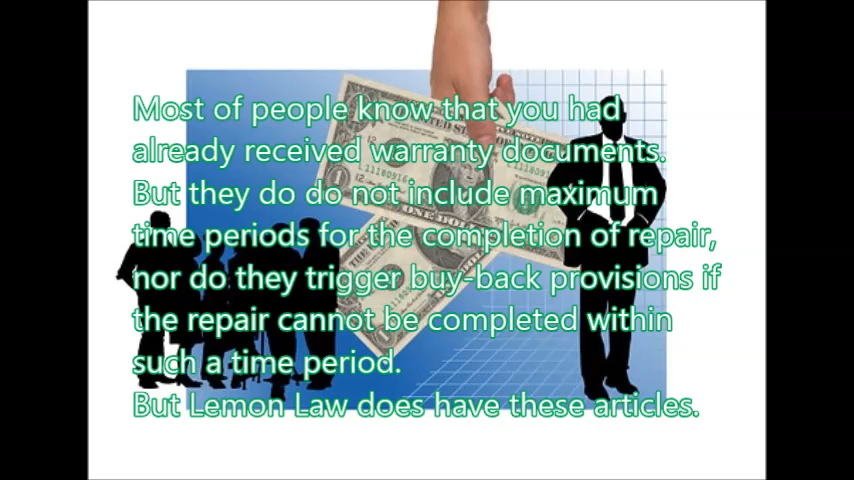 Most of people know that you had
already received warranty documents.
But they do do not include maximum
time periods for the completion of repair,
nor do they trigger buy-back provisions if
the repair cannot be completed within
such a time period.
But Lemon Law does have these articles.
ONE DOLLAR